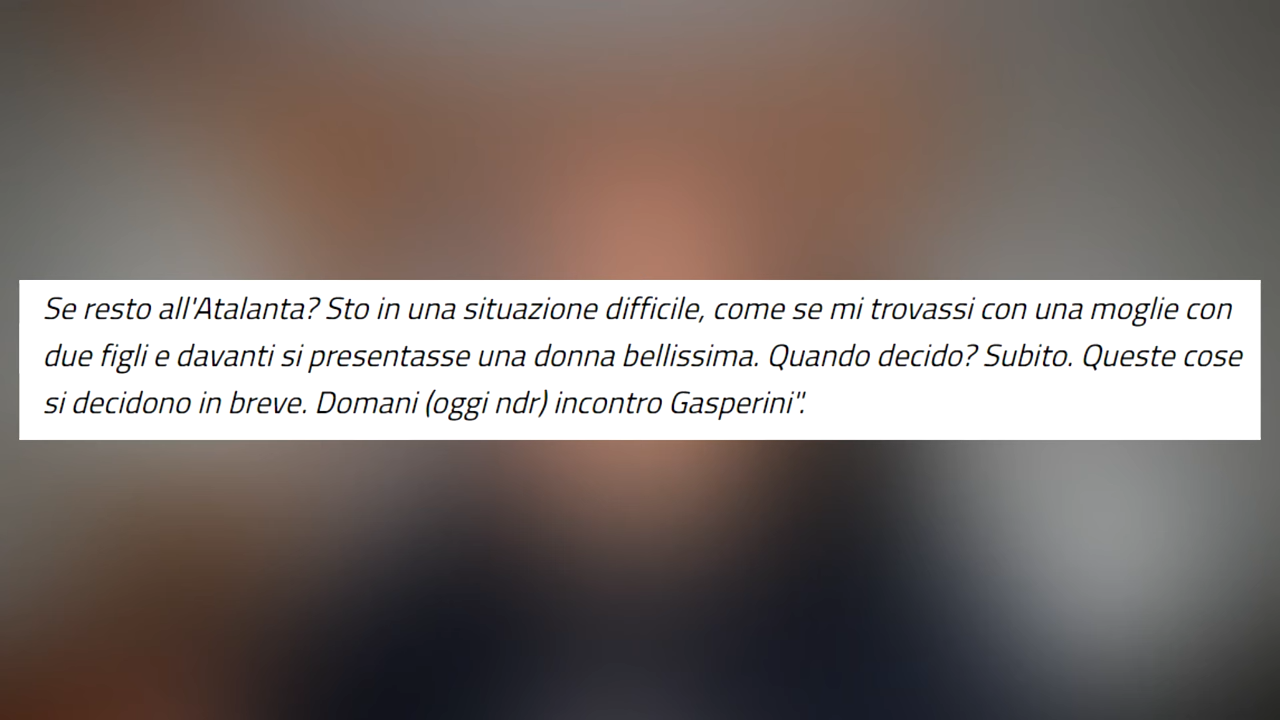 Se resto all'Atalanta? Sto in una situazione difficile, come se mi trovassi con una moglie con
due figli e davanti si presentasse una donna bellissima. Quando decido? Subito. Queste cose
si decidono in breve. Domani (oggi ndr) incontro Gasperini".